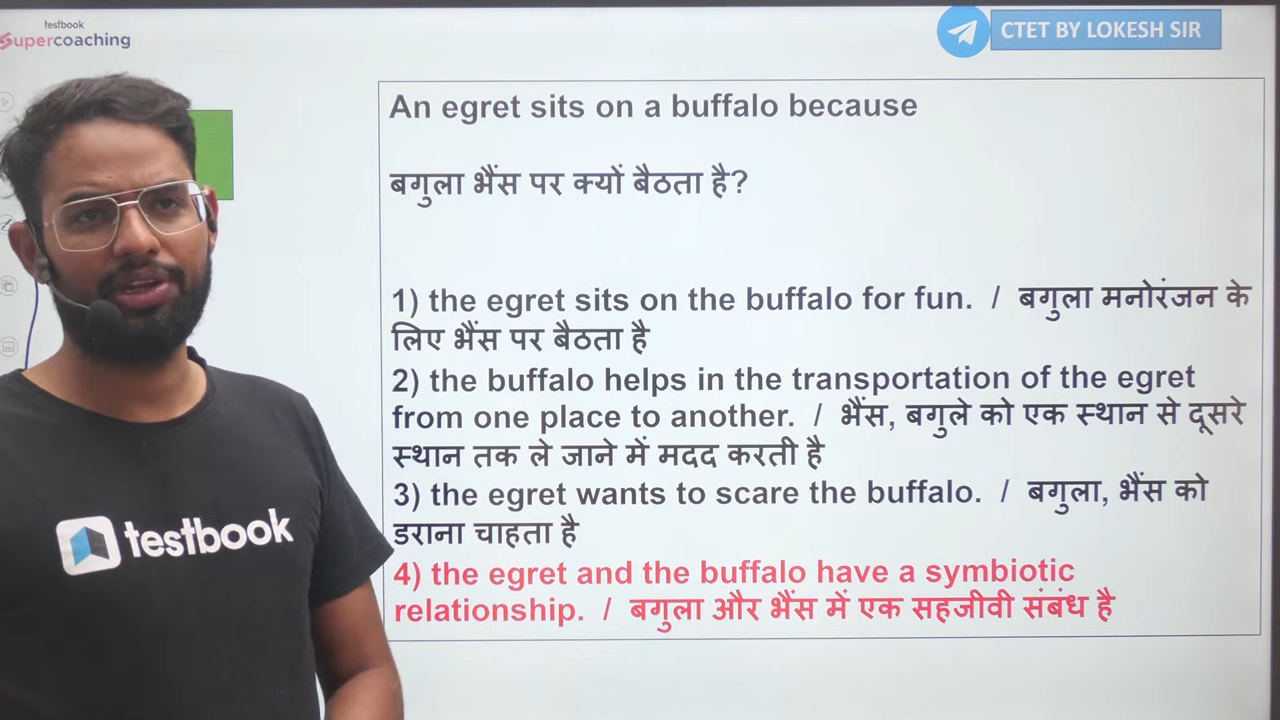 testbook
Supercoaching
CTET BY LOKESH SIR
An egret sits on a buffalo because
बगुला भैंस पर क्यों बैठता है?
1) the egret sits on the buffalo for fun. / बगुला मनोरंजन के
लिए भैंस पर बैठता है
2) the buffalo helps in the transportation of the egret
from one place to another. / भैंस, बगुले को एक स्थान से दूसरे
स्थान तक ले जाने में मदद करती है
3) the egret wants to scare the buffalo. / बगुला, भैंस को
डराना चाहता है
4) the egret and the buffalo have a symbiotic
relationship. / बगुला और भैंस में एक सहजीवी संबंध है
testbook